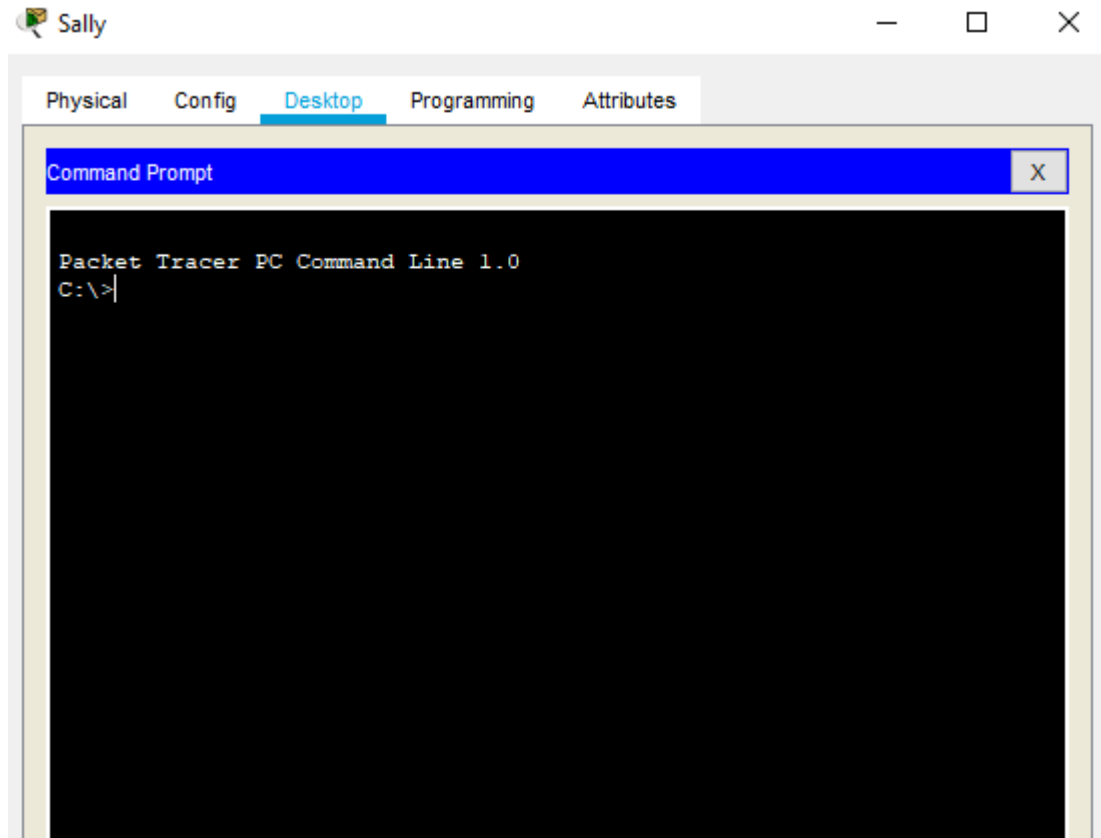 Sally
Physical Config Desktop Programming Attributes
Command Prompt X
Packet Tracer PC Command Line 1.0
C:\>